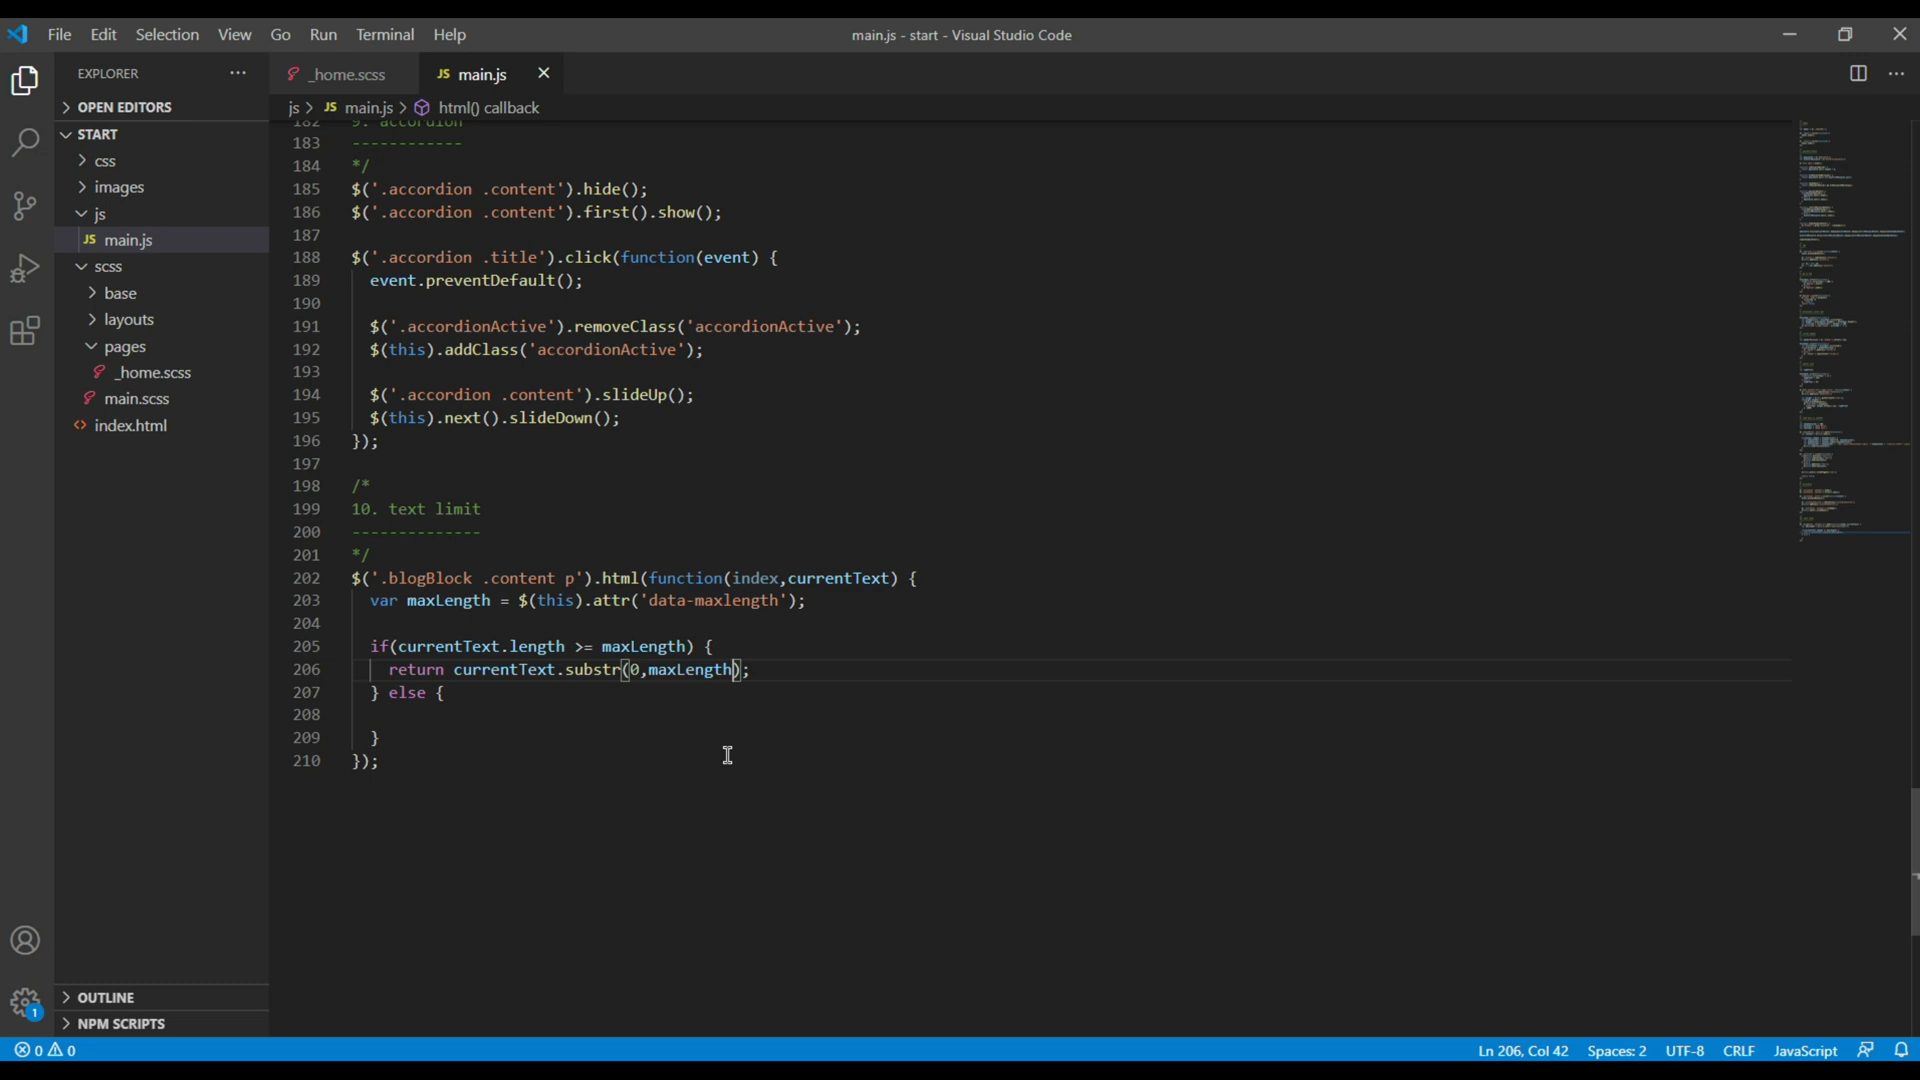 File Edit Selection View Go Run Terminal Help
main.js - start - Visual Studio Code
EXPLORER ···
OPEN EDITORS
START
css
images
js
JS main.js
scss
base
layouts
pages
_home.scss
main.scss
<> index.html
OUTLINE
NPM SCRIPTS
_home.scss
JS main.js
js > JS main.js > html() callback
182 9. accordion
183 ------------
184 */
185 $('.accordion .content').hide();
186 $('.accordion .content').first().show();
187
188 $('.accordion .title').click(function(event) {
189 event.preventDefault();
190
191 $('.accordionActive').removeClass('accordionActive');
192 $(this).addClass('accordionActive');
193
194 $('.accordion .content').slideUp();
195 $(this).next().slideDown();
196 });
197
198 /*
199 10. text limit
200 --------------
201 */
202 $('.blogBlock .content p').html(function(index,currentText) {
203 var maxLength = $(this).attr('data-maxlength');
204
205 if(currentText.length >= maxLength) {
206 return currentText.substr(0,maxLength);
207 } else {
208
209 }
210 });
1
0 0
Ln 206, Col 42 Spaces: 2 UTF-8 CRLF JavaScript